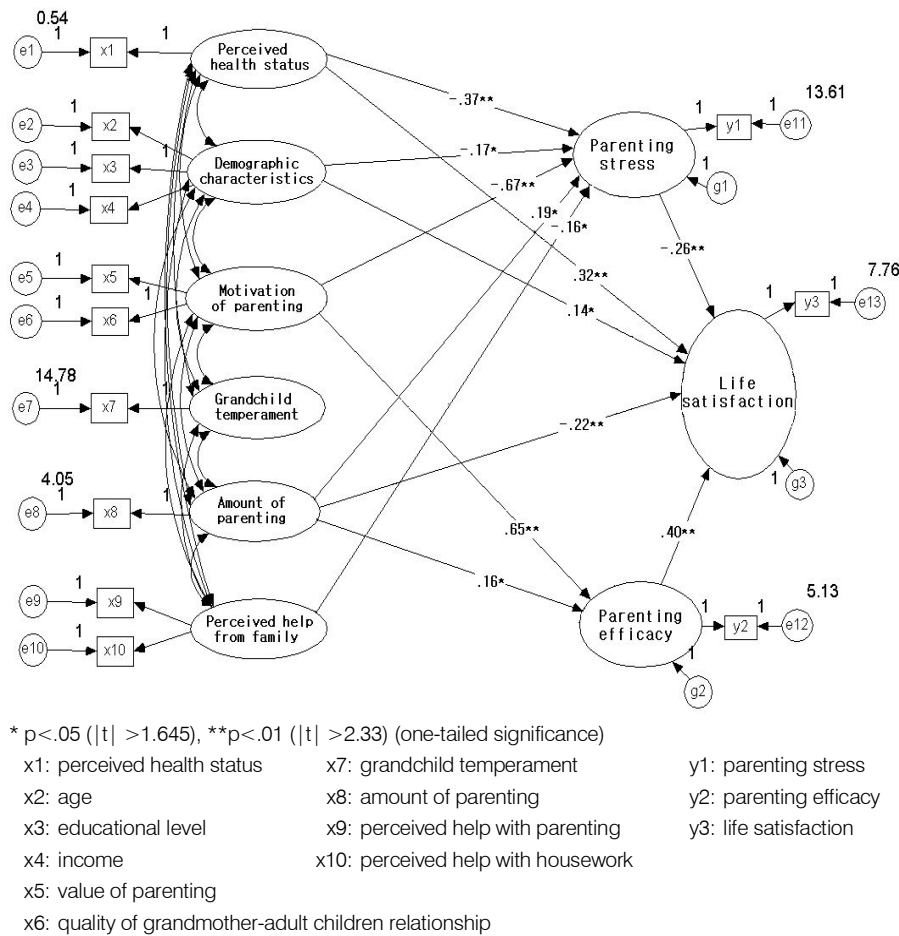 0.54
1
1
e1
x1
Perceived
health status
-.37**
13.61
1
1
e2
x2
1
e3
x3
1
1
e4
x4
Demographic
characteristics
-.17*
Parenting
stress
y1
e11
1
g1
-.67**
.19*
-.16*
-.26**
1
e5
x5
1
1
e6
x6
Motivation
of parenting
.32**
.14*
7.76
1
1
y3
e13
14.78
1
1
e7
x7
Grandchild
temperament
Life
satisfaction
-.22**
4.05
1
1
e8
x8
Amount of
parenting
1
g3
.65**
.40**
.16*
1
e9
x9
1
e10
x10
Perceived help
from family
Parenting
efficacy
5.13
1
1
y2
e12
1
g2
* p<.05 (|t| >1.645), **p<.01 (|t| >2.33) (one-tailed significance)
x1: perceived health status x7: grandchild temperament y1: parenting stress
x2: age x8: amount of parenting y2: parenting efficacy
x3: educational level x9: perceived help with parenting y3: life satisfaction
x4: income x10: perceived help with housework
x5: value of parenting
x6: quality of grandmother-adult children relationship